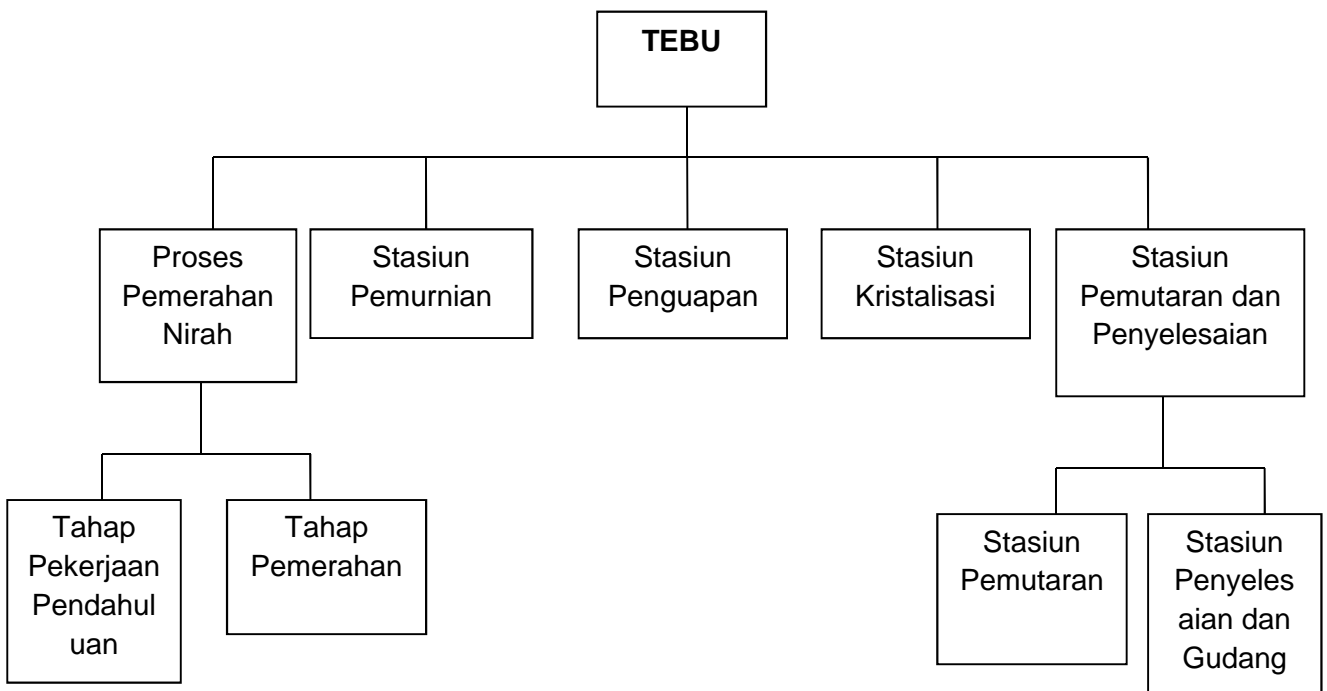 TEBU
Proses
Pemerahan
Nirah
Stasiun
Pemurnian
Stasiun
Penguapan
Stasiun
Kristalisasi
Stasiun
Pemutaran dan
Penyelesaian
Tahap
Pekerjaan
Pendahul
uan
Tahap
Pemerahan
Stasiun
Pemutaran
Stasiun
Penyeles
aian dan
Gudang